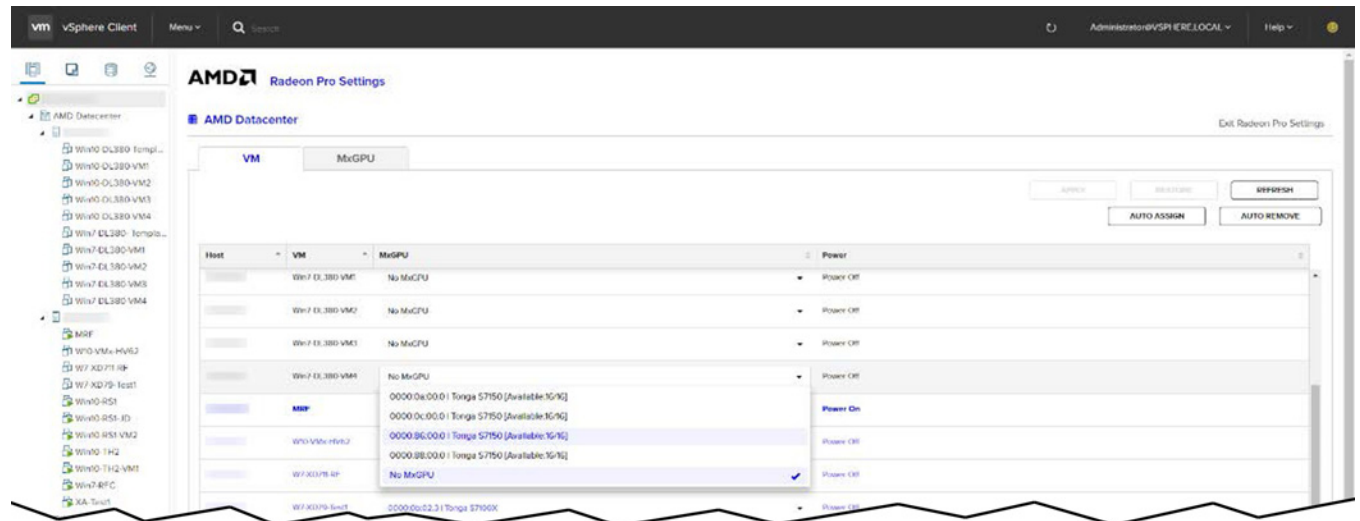 vm vSphere Client Menu Search Administrator@VSPHERE.LOCAL Help
AMD Radeon Pro Settings
AMD Datacenter
AMD Datacenter Exit Radeon Pro Settings
VM MxGPU
APPLY RESTORE REFRESH
AUTO ASSIGN AUTO REMOVE
Win10-DL380-Templ...
Win10-DL380-VM1
Win10-DL380-VM2
Win10-DL380-VM3
Win10-DL380-VM4
Win7-DL380-Templa...
Win7-DL380-VM1
Win7-DL380-VM2
Win7-DL380-VM3
Win7-DL380-VM4
MRF
W10-VMx-HV62
W7-XD711-RF
W7-XD79-Test1
Win10-RS1
Win10-RS1-JD
Win10-RS1-VM2
Win10-TH2
Win10-TH2-VM1
Win7-RFC
XA-Test1
Host VM MxGPU Power
Win7-DL380-VM1 No MxGPU Power Off
Win7-DL380-VM2 No MxGPU Power Off
Win7-DL380-VM3 No MxGPU Power Off
Win7-DL380-VM4 No MxGPU Power Off
0000:0a:00.0 | Tonga S7150 [Available:16/16]
0000:0c:00.0 | Tonga S7150 [Available:16/16]
MRF Power On
0000:86:00.0 | Tonga S7150 [Available:16/16]
W10-VMx-HV62 Power Off
0000:88:00.0 | Tonga S7150 [Available:16/16]
W7-XD711-RF No MxGPU Power Off
W7-XD79-Test1 0000:0b:02.3 | Tonga S7100X Power Off